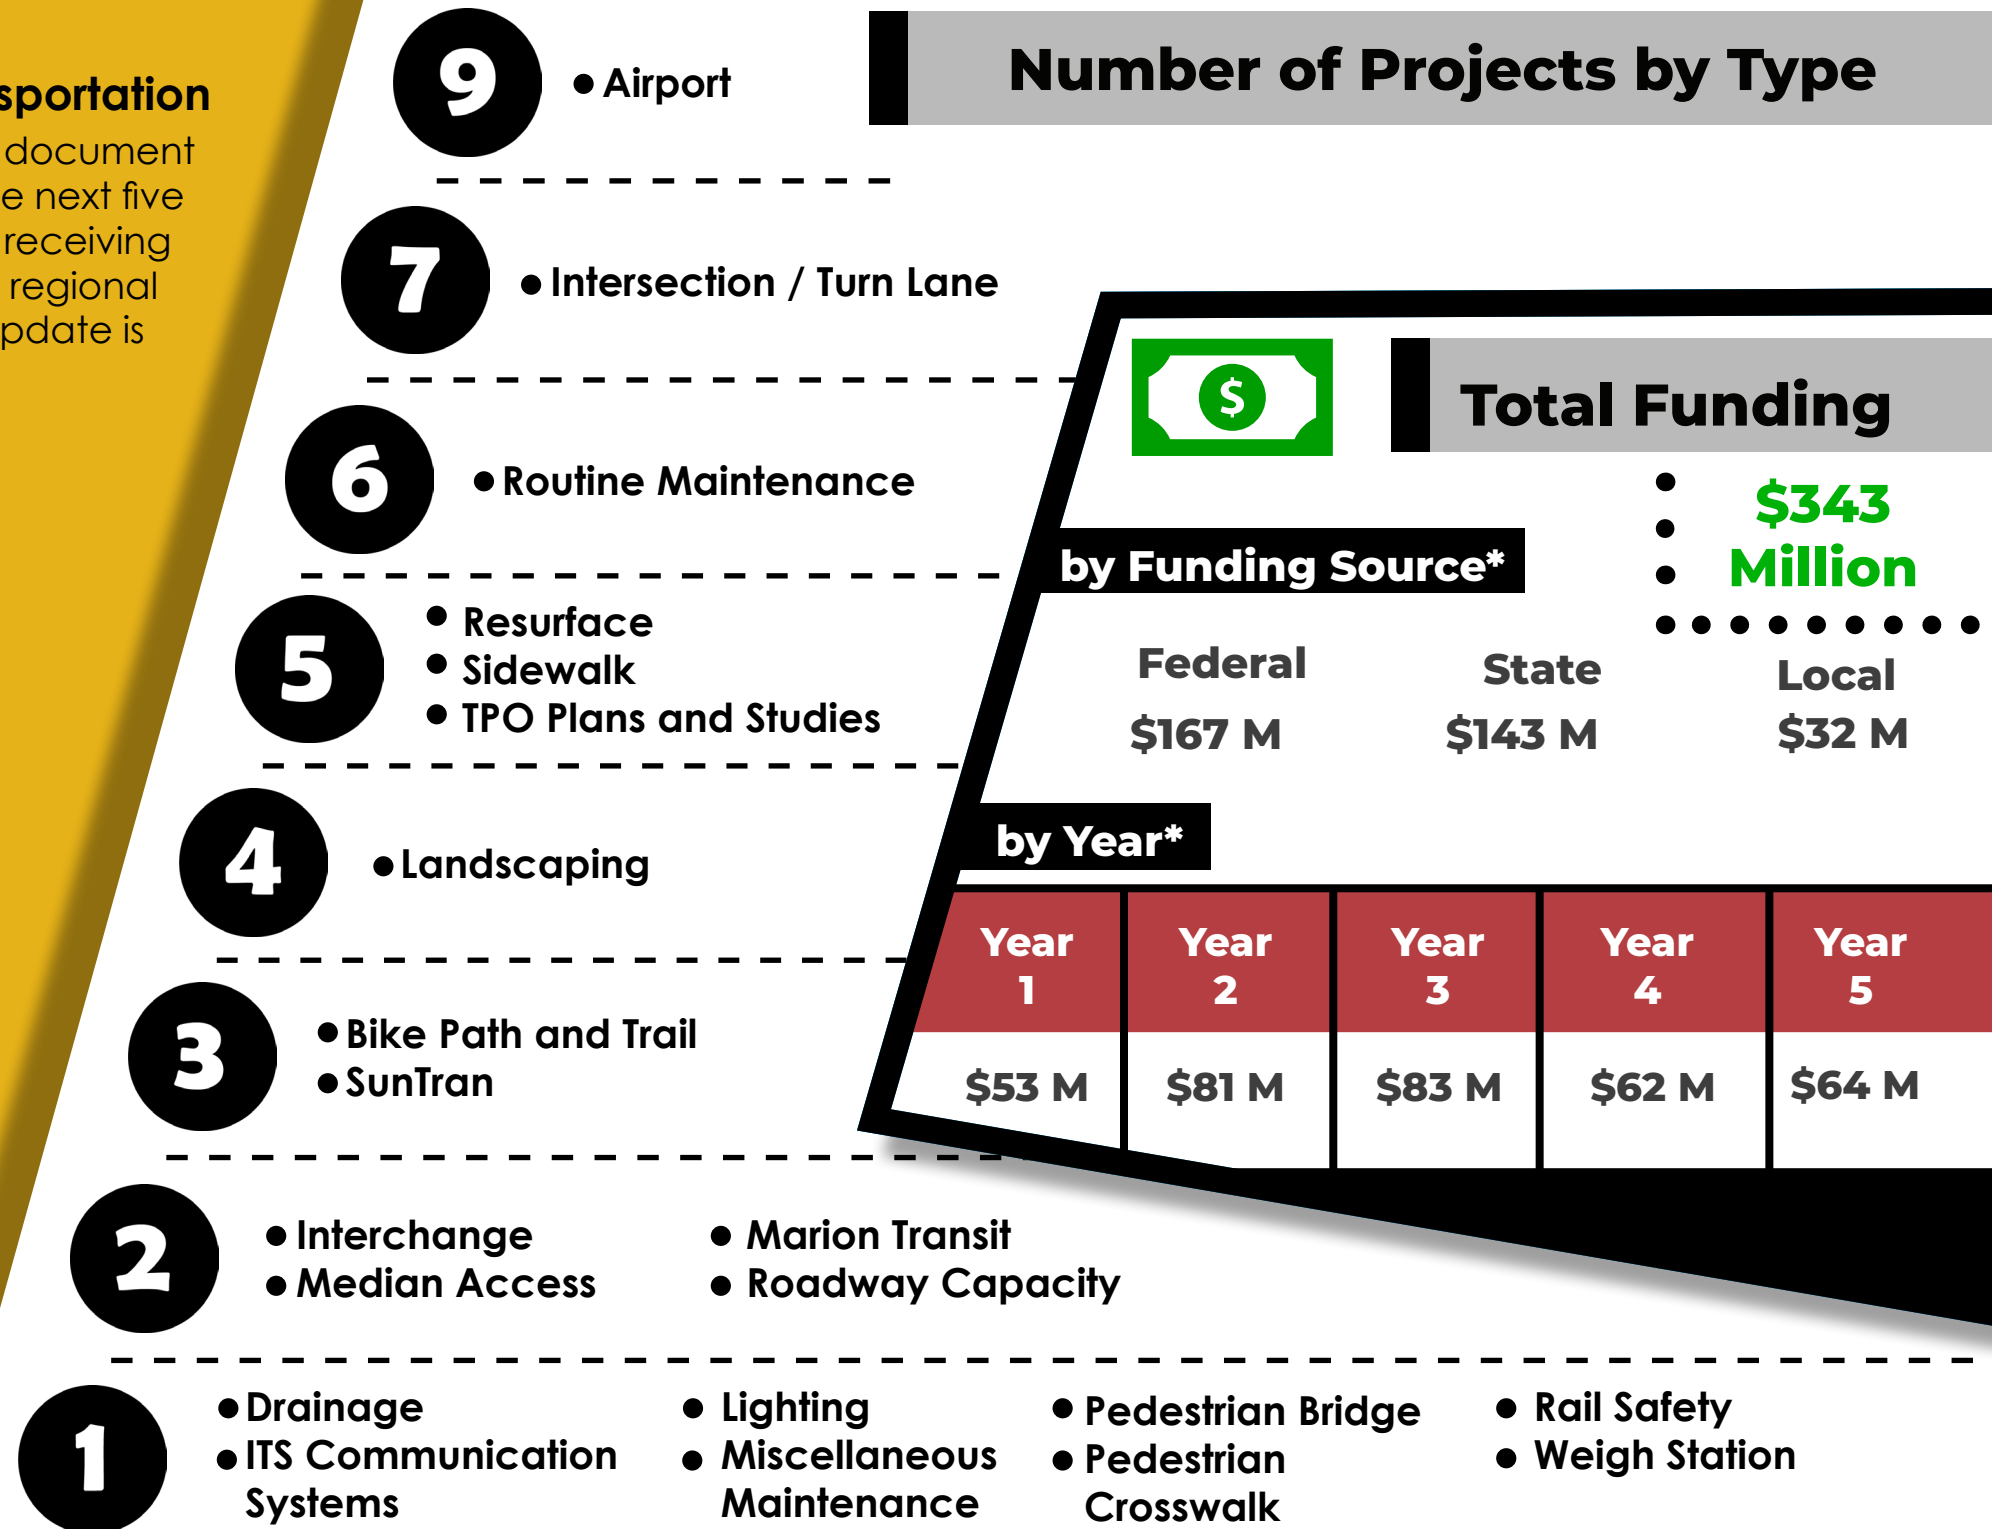 sportation
document
e next five
receiving
regional
pdate is
Number of Projects by Type
9
• Airport
7
• Intersection / Turn Lane
6
• Routine Maintenance
5
• Resurface
• Sidewalk
• TPO Plans and Studies
4
• Landscaping
3
• Bike Path and Trail
• SunTran
2
• Interchange
• Median Access
• Marion Transit
• Roadway Capacity
1
• Drainage
• ITS Communication
Systems
• Lighting
• Miscellaneous
Maintenance
• Pedestrian Bridge
• Pedestrian
Crosswalk
• Rail Safety
• Weigh Station
$
Total Funding
$343
Million
by Funding Source*
Federal State Local
$167 M $143 M $32 M
by Year*
Year Year Year Year Year
1 2 3 4 5
$53 M $81 M $83 M $62 M $64 M